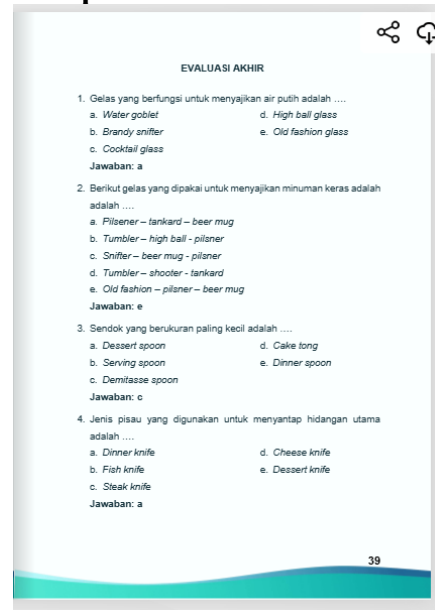 EVALUASI AKHIR
1. Gelas yang berfungsi untuk menyajikan air putih adalah ....
a. Water goblet
d. High ball glass
b. Brandy snifter
e. Old fashion glass
c. Cocktail glass
Jawaban: a
2. Berikut gelas yang dipakai untuk menyajikan minuman keras adalah
adalah ....
a. Pilsener – tankard – beer mug
b. Tumbler – high ball - pilsner
c. Snifter – beer mug - pilsner
d. Tumbler – shooter - tankard
e. Old fashion – pilsner – beer mug
Jawaban: e
3. Sendok yang berukuran paling kecil adalah ....
a. Dessert spoon
d. Cake tong
b. Serving spoon
e. Dinner spoon
c. Demitasse spoon
Jawaban: c
4. Jenis pisau yang digunakan untuk menyantap hidangan utama
adalah ....
a. Dinner knife
d. Cheese knife
b. Fish knife
e. Dessert knife
c. Steak knife
Jawaban: a
39